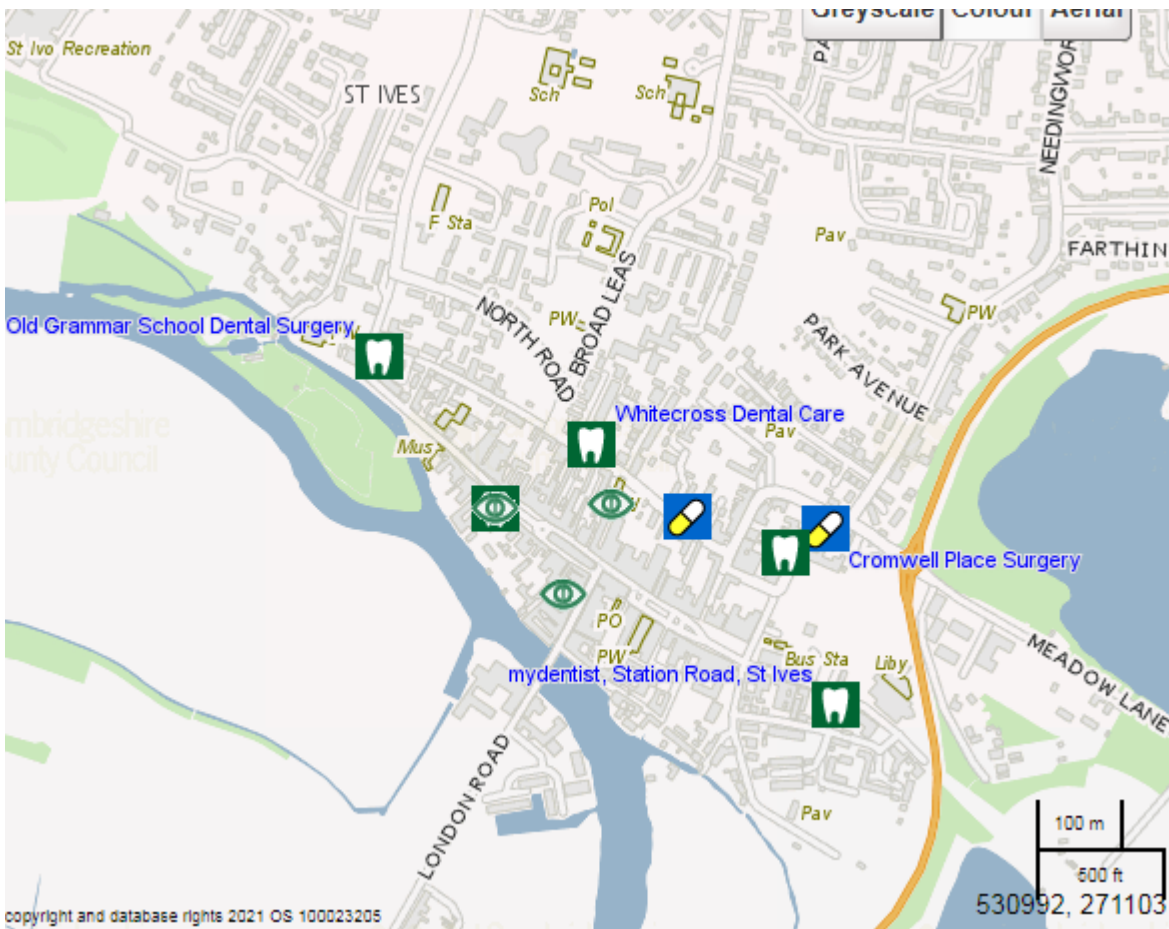 Greyscale Colour Aerial
St Ivo Recreation
ST IVES
Sch
Sch
NEEDINGWOR
F Sta
Pol
Pav
FARTHIN
NORTH ROAD
BROAD LEAS
PW
PW
PARK AVENUE
Old Grammar School Dental Surgery
Whitecross Dental Care
Pav
mbridgeshire
unty Council
Mus
Cromwell Place Surgery
PO
PW
Bus Sta
Liby
mydentist, Station Road, St Ives
MEADOW LANE
LONDON ROAD
Pav
100 m
500 ft
530992, 271103
copyright and database rights 2021 OS 100023205